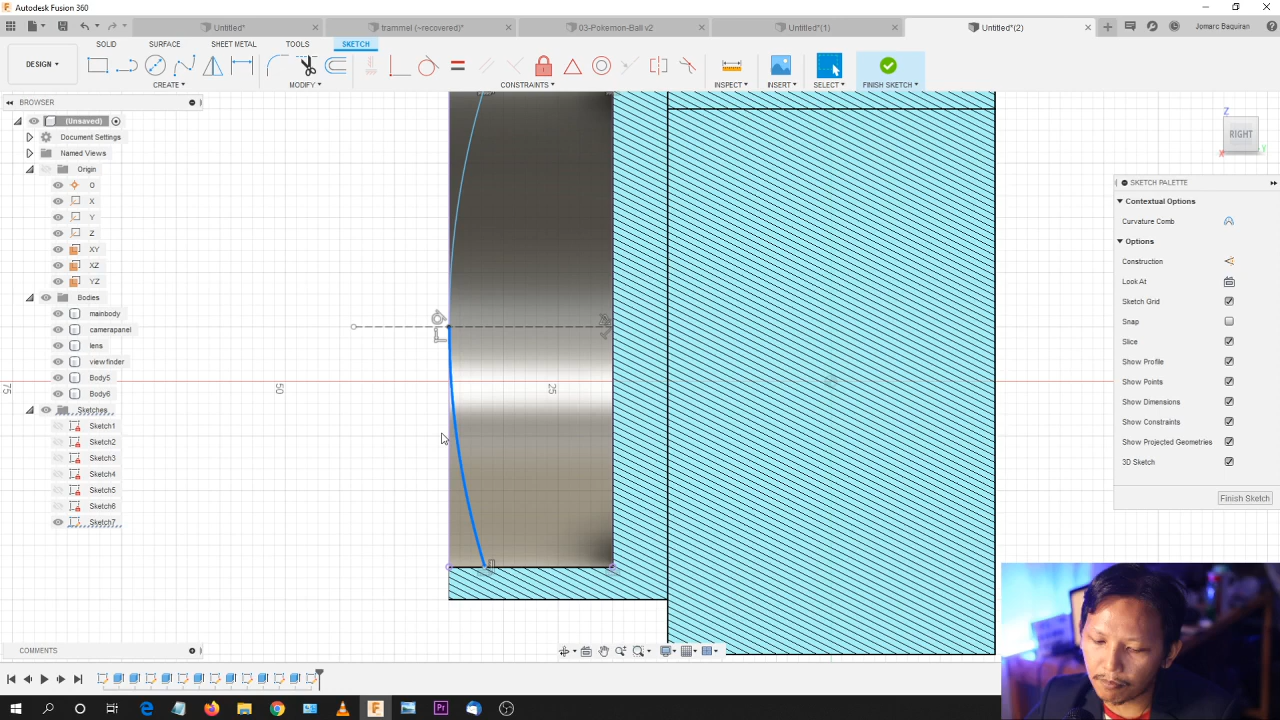 Autodesk Fusion 360
Untitled*
trammel (~recovered)*
03-Pokemon-Ball v2
Untitled*(1)
Untitled*(2)
Jomarc Baquiran
DESIGN
SOLID
SURFACE
SHEET METAL
TOOLS
SKETCH
CREATE
MODIFY
CONSTRAINTS
INSPECT
INSERT
SELECT
FINISH SKETCH
BROWSER
(Unsaved)
Document Settings
Named Views
Origin
O
X
Y
Z
XY
XZ
YZ
Bodies
mainbody
camerapanel
lens
viewfinder
Body5
Body6
Sketches
Sketch1
Sketch2
Sketch3
Sketch4
Sketch5
Sketch6
Sketch7
75
50
25
Z
RIGHT
X
Y
SKETCH PALETTE
Contextual Options
Curvature Comb
Options
Construction
Look At
Sketch Grid
Snap
Slice
Show Profile
Show Points
Show Dimensions
Show Constraints
Show Projected Geometries
3D Sketch
Finish Sketch
COMMENTS